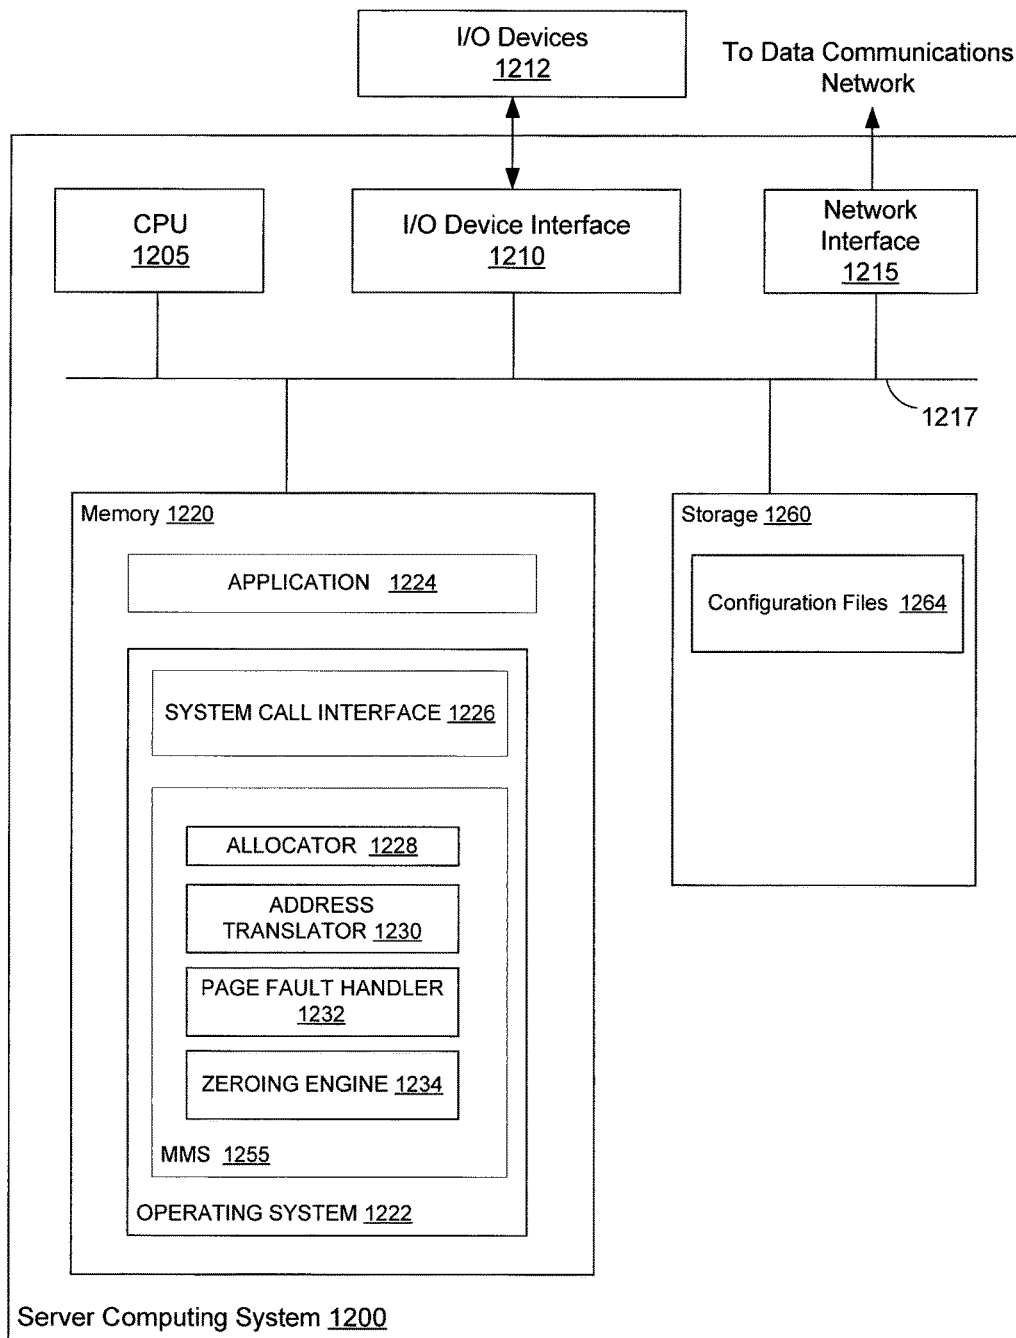 I/O Devices
1212
To Data Communications
Network
CPU
1205
I/O Device Interface
1210
Network
Interface
1215
1217
Memory 1220
APPLICATION 1224
SYSTEM CALL INTERFACE 1226
ALLOCATOR 1228
ADDRESS
TRANSLATOR 1230
PAGE FAULT HANDLER
1232
ZEROING ENGINE 1234
MMS 1255
OPERATING SYSTEM 1222
Storage 1260
Configuration Files 1264
Server Computing System 1200